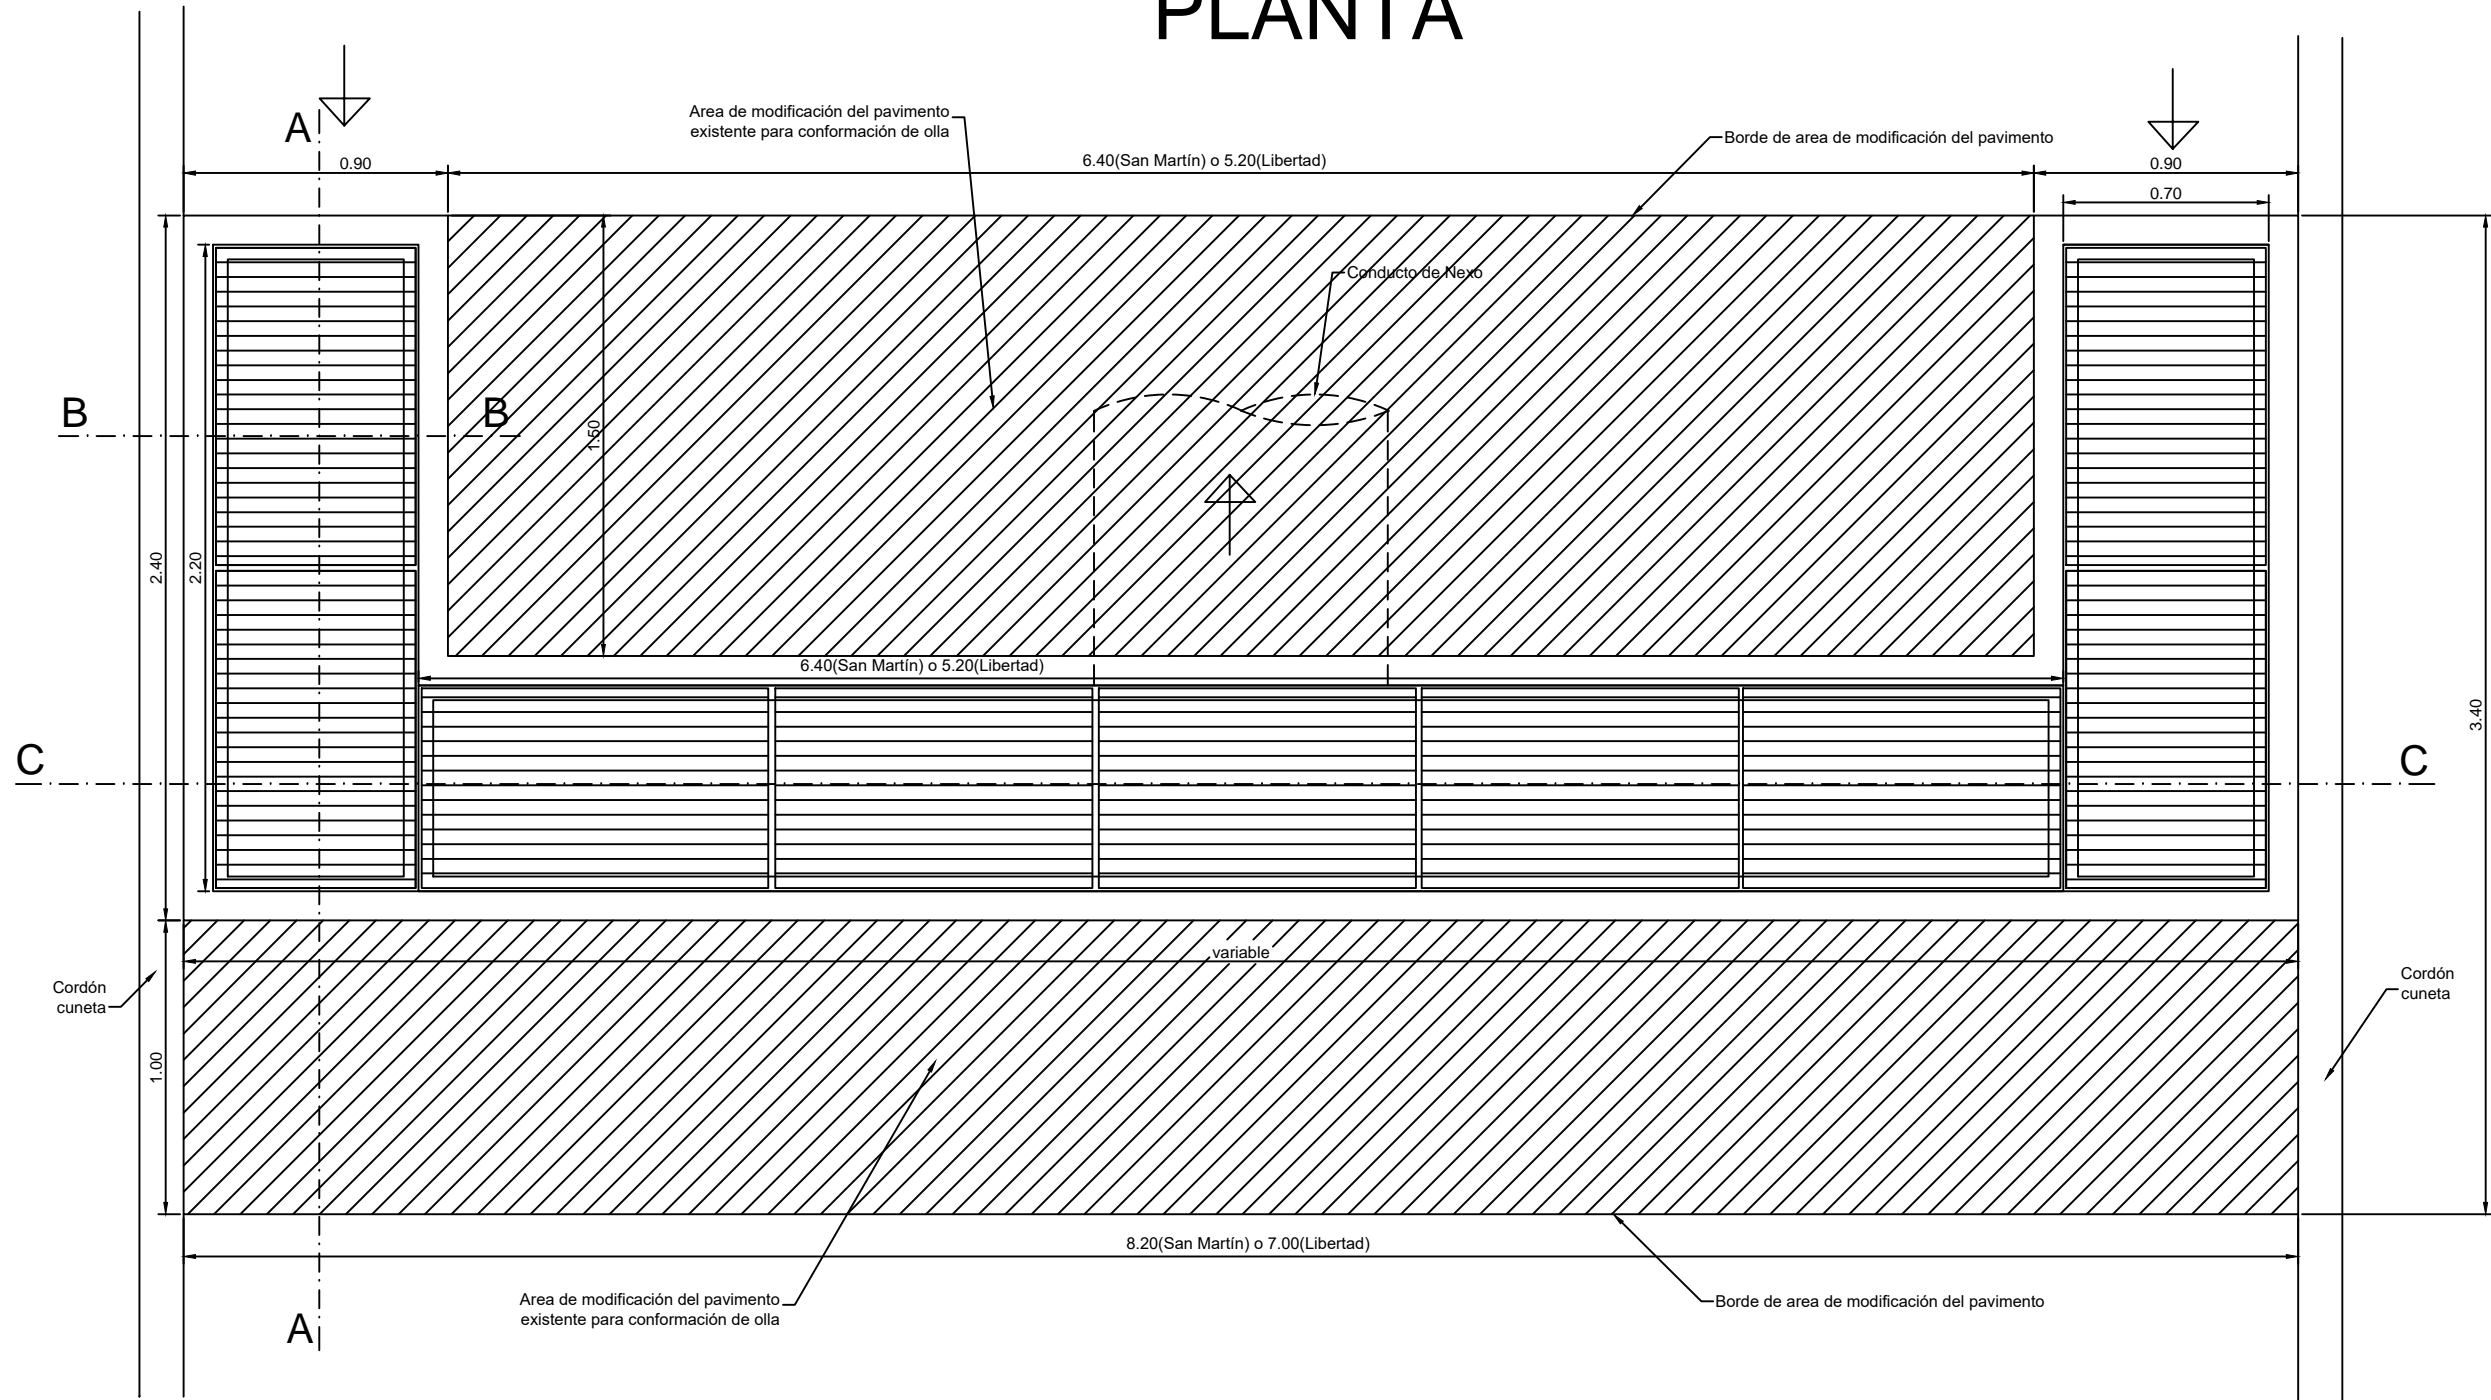 PLANTA
A
Area de modificación del pavimento
existente para conformación de olla
Borde de area de modificación del pavimento
0.90
6.40(San Martín) o 5.20(Libertad)
0.90
0.70
Conducto de Nexo
B
B
1.50
2.40
2.20
6.40(San Martín) o 5.20(Libertad)
3.40
C
C
variable
Cordón
cuneta
Cordón
cuneta
1.00
8.20(San Martín) o 7.00(Libertad)
Area de modificación del pavimento
existente para conformación de olla
Borde de area de modificación del pavimento
A